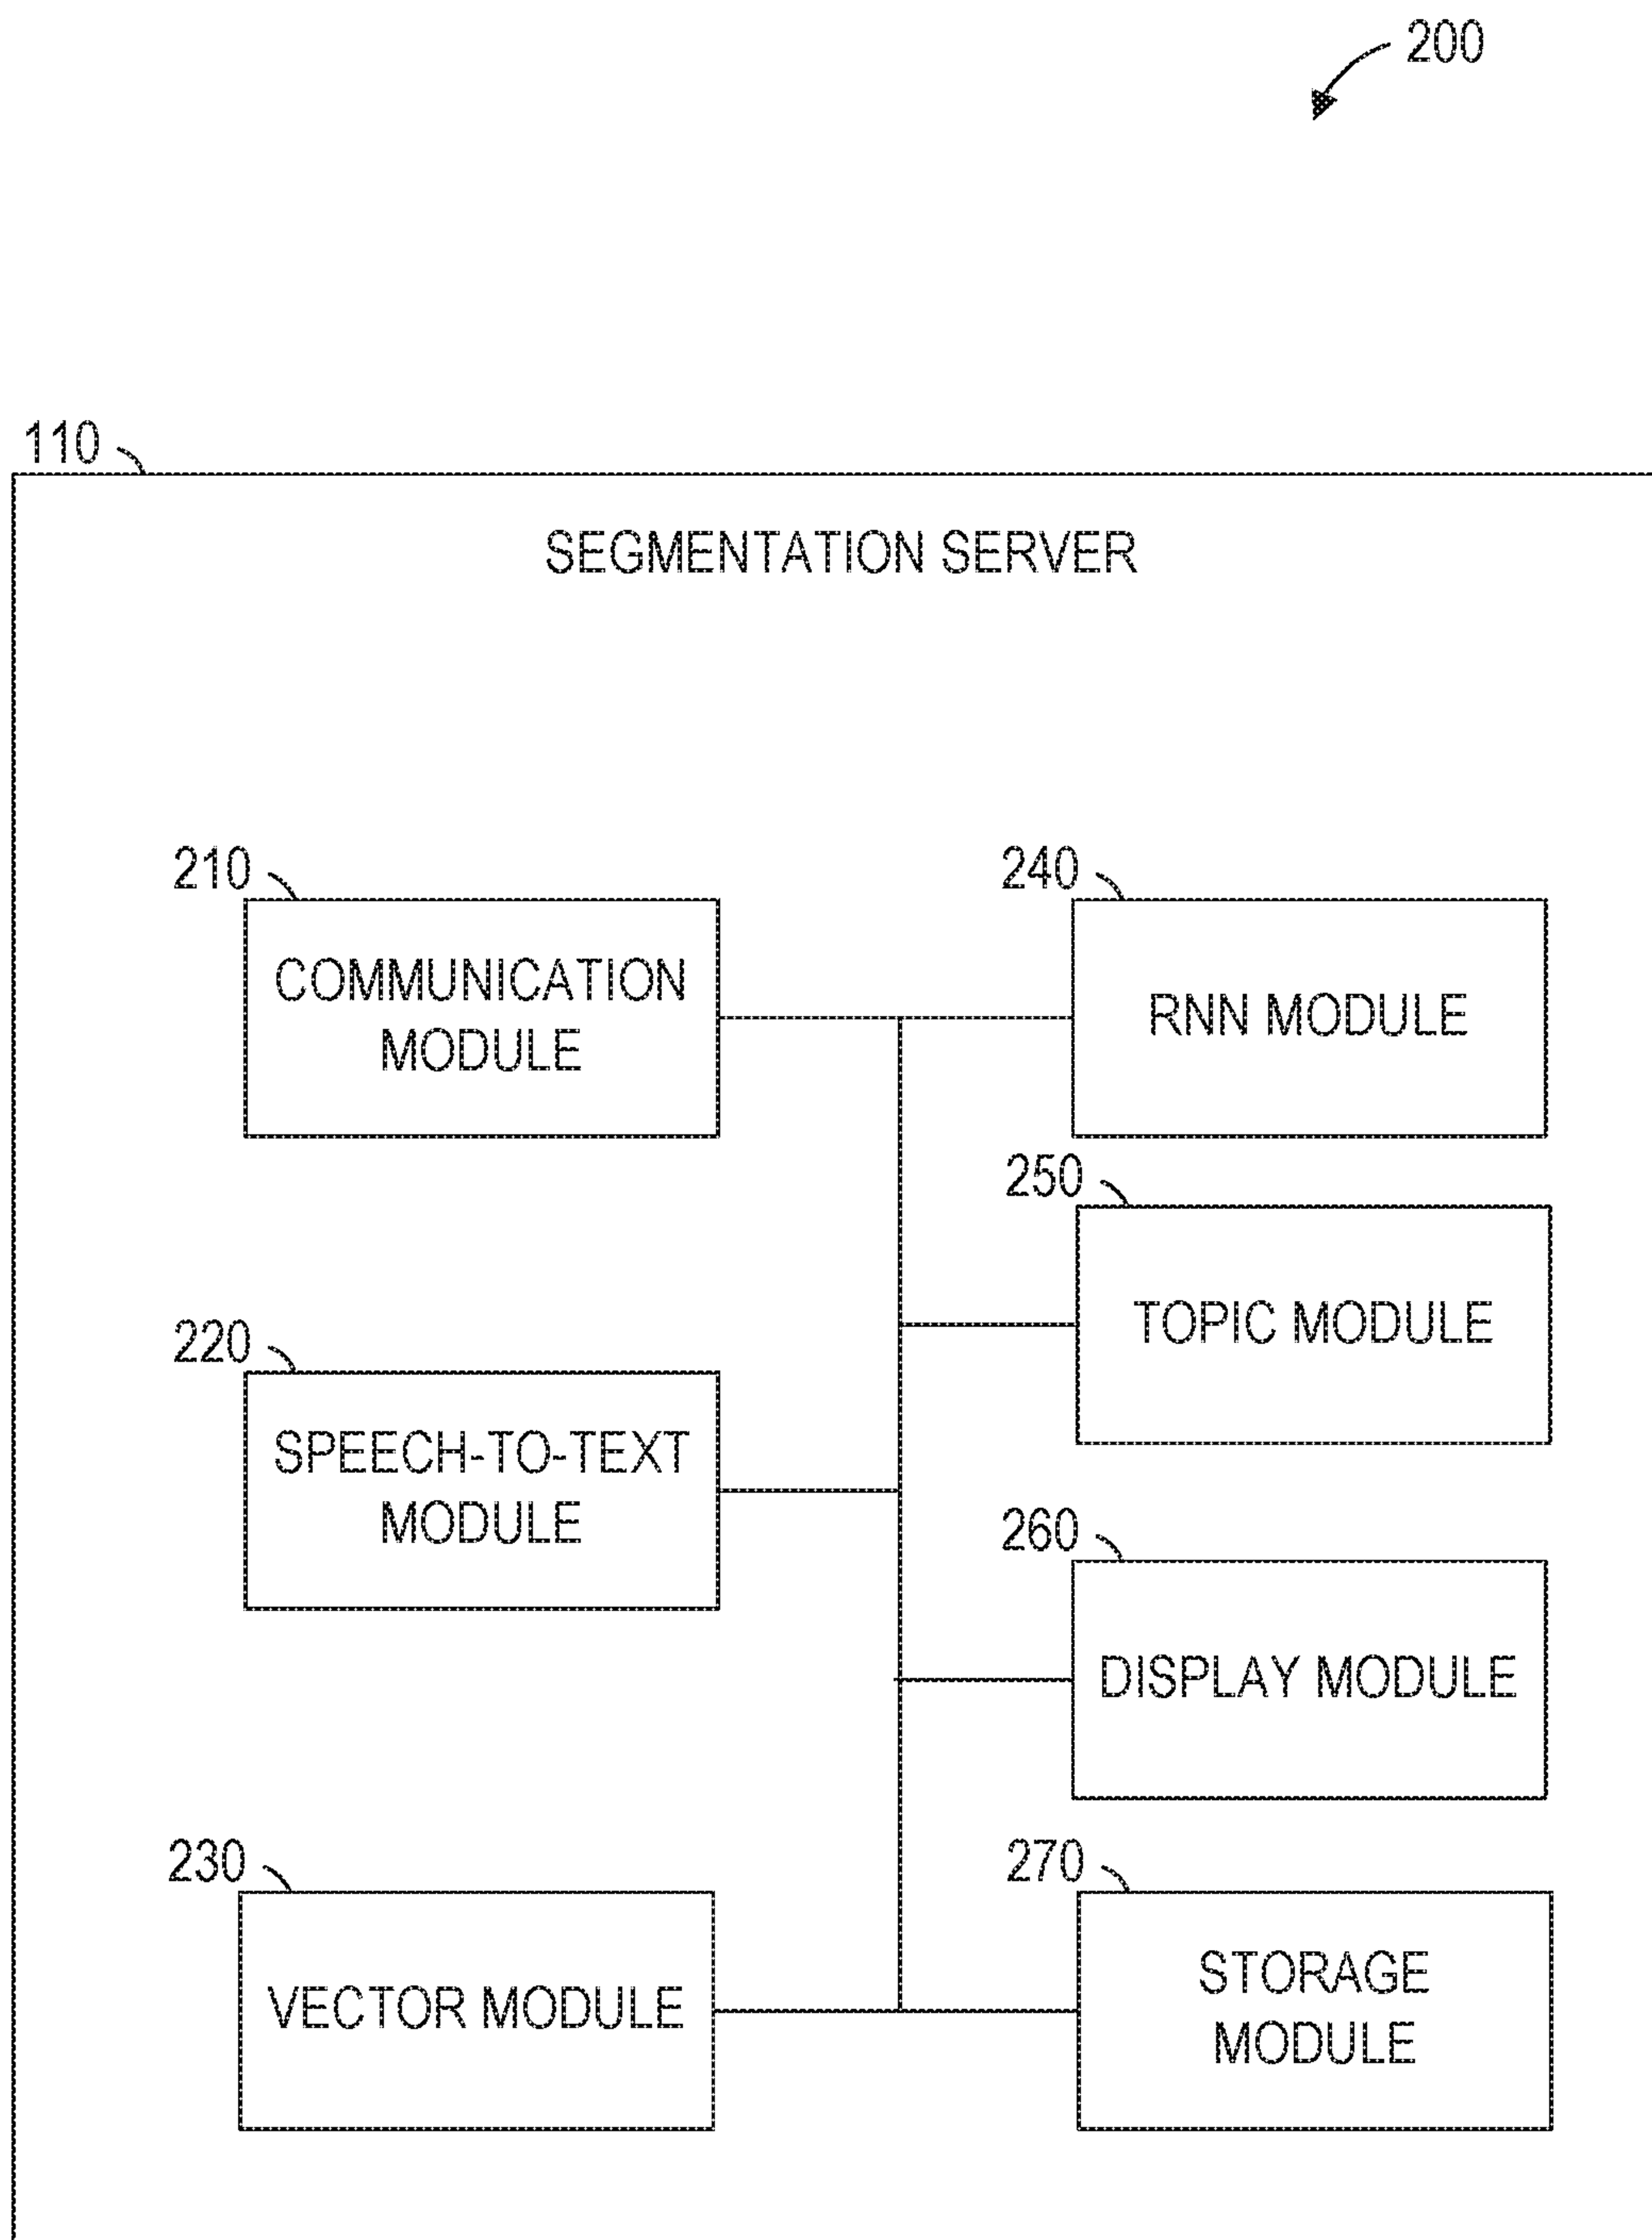 200
110
SEGMENTATION SERVER
210
COMMUNICATION
MODULE
240
RNN MODULE
250
TOPIC MODULE
220
SPEECH-TO-TEXT
MODULE
260
DISPLAY MODULE
230
VECTOR MODULE
270
STORAGE
MODULE